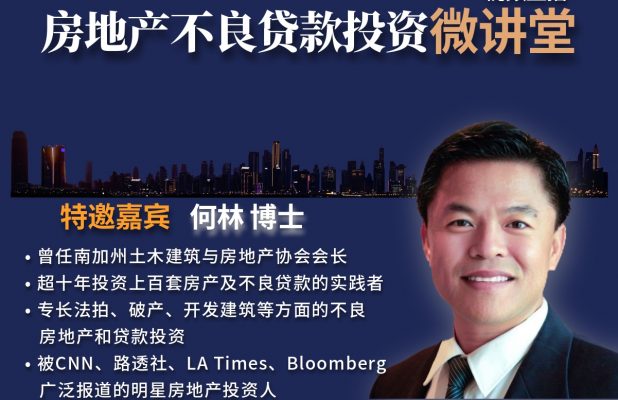 房地产不良贷款投资微讲堂
特邀嘉宾 何林 博士
• 曾任南加州土木建筑与房地产协会会长
• 超十年投资上百套房产及不良贷款的实践者
• 专长法拍、破产、开发建筑等方面的不良
房地产和贷款投资
• 被CNN、路透社、LA Times、Bloomberg
广泛报道的明星房地产投资人